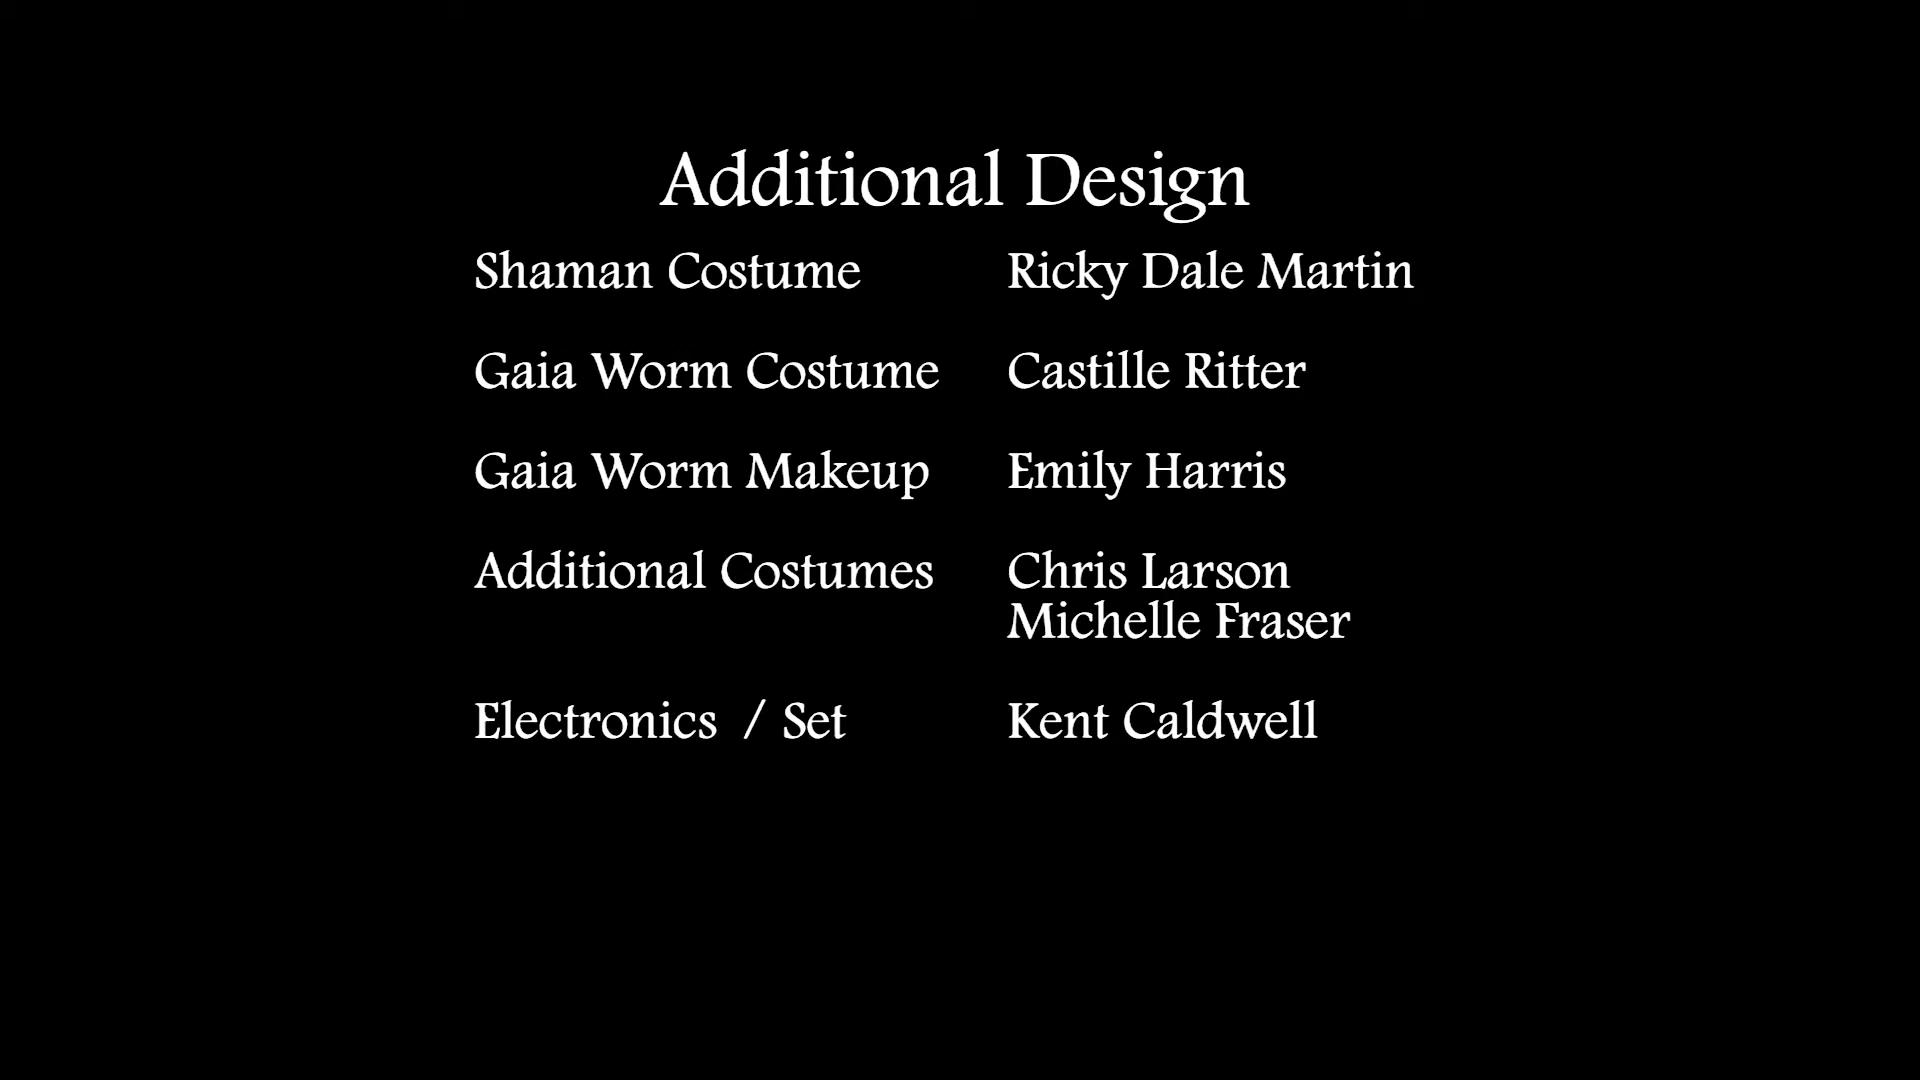 Additional Design
Shaman Costume Ricky Dale Martin
Gaia Worm Costume Castille Ritter
Gaia Worm Makeup Emily Harris
Additional Costumes Chris Larson
Michelle Fraser
Electronics / Set Kent Caldwell